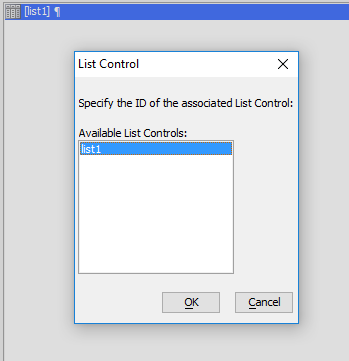 [list1] ¶
List Control
Specify the ID of the associated List Control:
Available List Controls:
list1
OK
Cancel